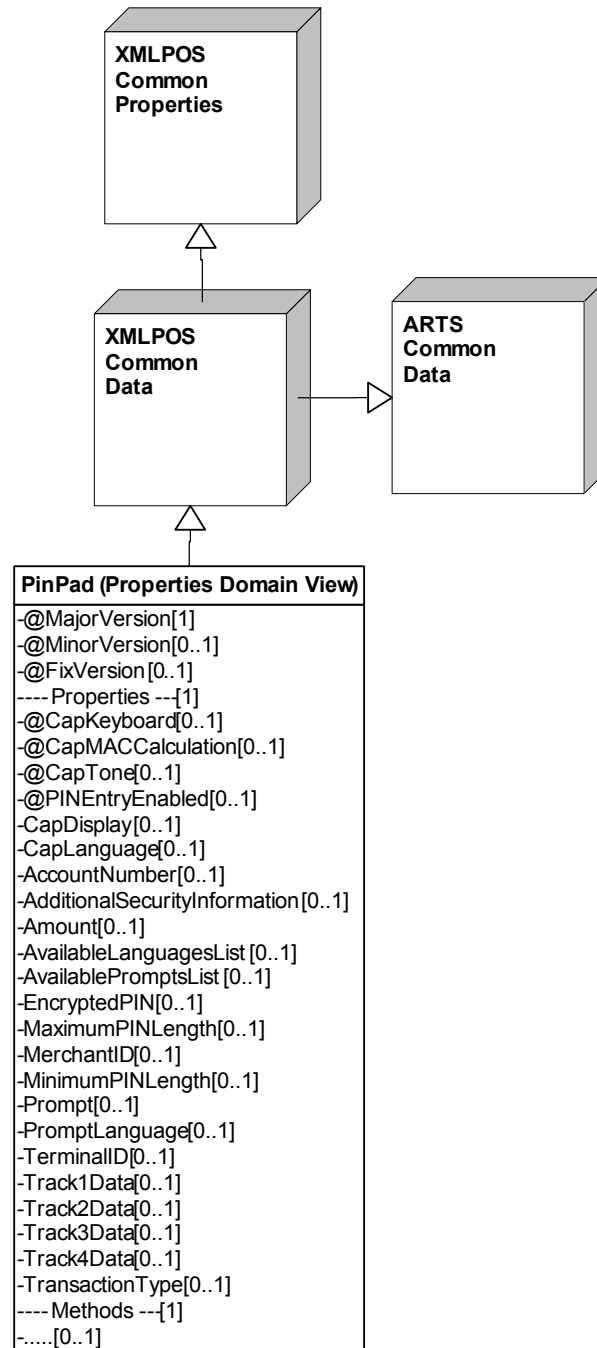 XMLPOS
Common
Properties
XMLPOS
Common
Data
ARTS
Common
Data
PinPad (Properties Domain View)
-@MajorVersion[1]
-@MinorVersion[0..1]
-@FixVersion[0..1]
---- Properties ---[1]
-@CapKeyboard[0..1]
-@CapMACCalculation[0..1]
-@CapTone[0..1]
-@PINEntryEnabled[0..1]
-CapDisplay[0..1]
-CapLanguage[0..1]
-AccountNumber[0..1]
-AdditionalSecurityInformation[0..1]
-Amount[0..1]
-AvailableLanguagesList[0..1]
-AvailablePromptsList[0..1]
-EncryptedPIN[0..1]
-MaximumPINLength[0..1]
-MerchantID[0..1]
-MinimumPINLength[0..1]
-Prompt[0..1]
-PromptLanguage[0..1]
-TerminalID[0..1]
-Track1Data[0..1]
-Track2Data[0..1]
-Track3Data[0..1]
-Track4Data[0..1]
-TransactionType[0..1]
---- Methods ---[1]
-.....[0..1]